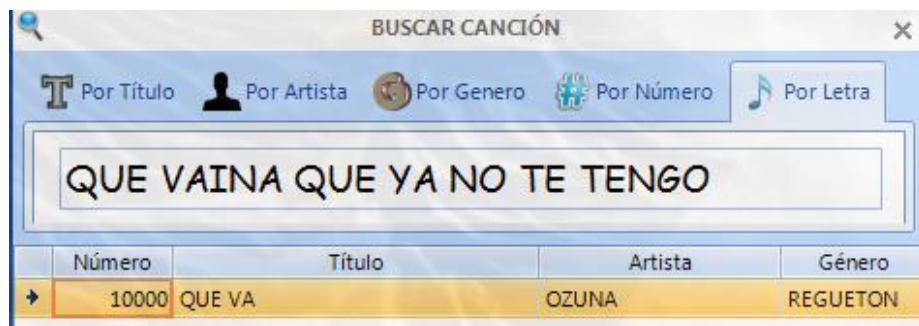 BUSCAR CANCIÓN
Por Título Por Artista Por Genero Por Número Por Letra
QUE VAINA QUE YA NO TE TENGO
Número Título Artista Género
10000 QUE VA OZUNA REGUETON